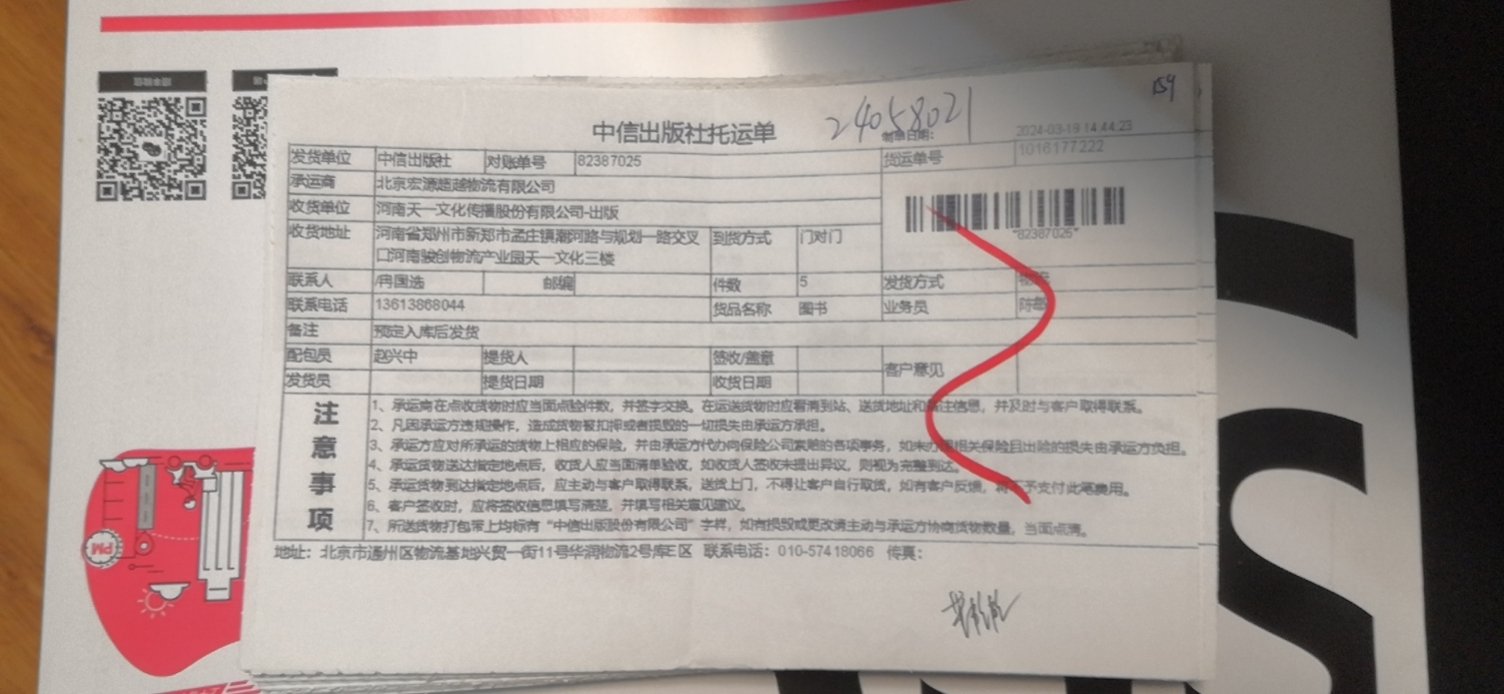 159
中信出版社托运单 24058021
制单日期: 2024-03-19 14:44:23
发货单位 中信出版社 对账单号 82387025 货运单号 1016177222
承运商 北京宏源超越物流有限公司
收货单位 河南天一文化传播股份有限公司-出版
*82387025*
收货地址 河南省郑州市新郑市孟庄镇潮河路与规划一路交叉 到货方式 门对门
口河南骏创物流产业园天一文化三楼
联系人 冉国选 邮编 件数 5 发货方式
联系电话 13613868044 货品名称 图书 业务员
备注 预定入库后发货
配包员 赵兴中 提货人 签收/盖章 客户意见
发货员 提货日期 收货日期
注意事项
1、承运商在点收货物时应当面点验件数，并签字交换。在运送货物时应看清到站、送货地址和备注信息，并及时与客户取得联系。
2、凡因承运方违规操作，造成货物被扣押或者损毁的一切损失由承运方承担。
3、承运方应对所承运的货物上相应的保险，并由承运方代办向保险公司索赔的各项事务，如未办理相关保险且出险的损失由承运方负担。
4、承运货物送达指定地点后，收货人应当面清单验收，如收货人签收未提出异议，则视为完整到达。
5、承运货物到达指定地点后，应主动与客户取得联系，送货上门，不得让客户自行取货，如有客户反馈，将不予支付此笔费用。
6、客户签收时，应将签收信息填写清楚，并填写相关意见建议。
7、所送货物打包带上均标有“中信出版股份有限公司”字样，如有损毁或更改请主动与承运方协商货物数量，当面点清。
地址：北京市通州区物流基地兴贸一街11号华润物流2号库E区 联系电话：010-57418066 传真：
PM